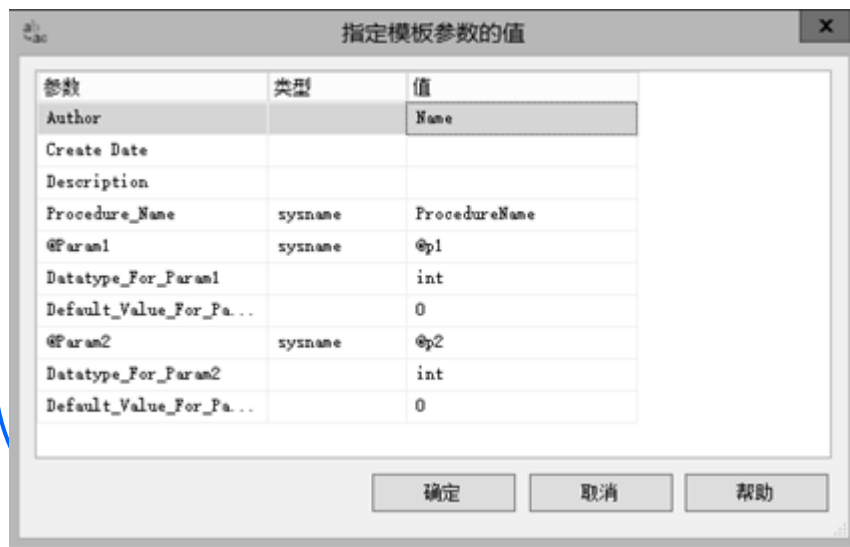 指定模板参数的值
参数 类型 值
Author Name
Create Date
Description
Procedure_Name sysname ProcedureName
@Param1 sysname @p1
Datatype_For_Param1 int
Default_Value_For_Pa... 0
@Param2 sysname @p2
Datatype_For_Param2 int
Default_Value_For_Pa... 0
确定 取消 帮助